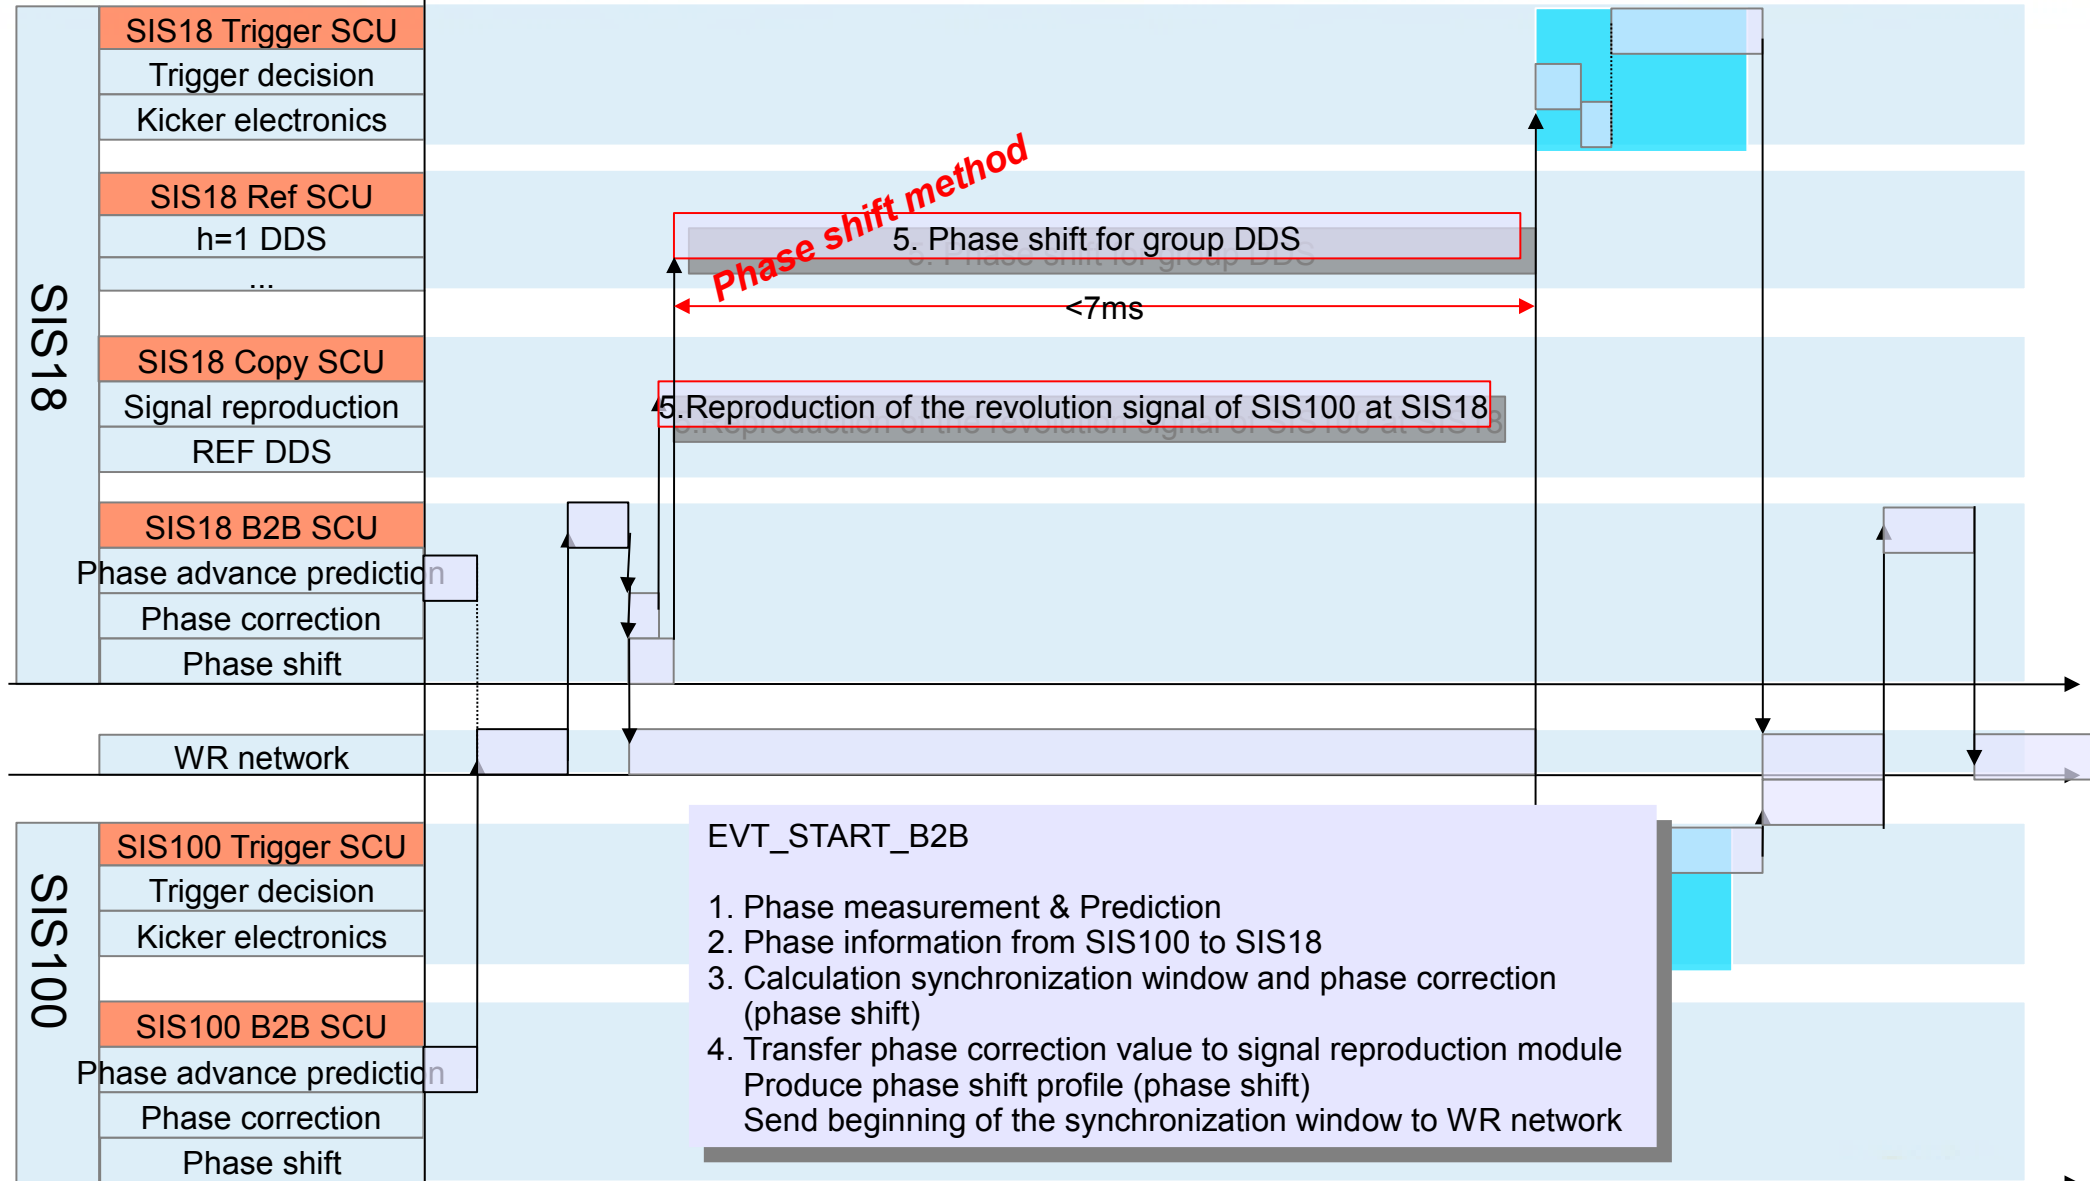 SIS18
SIS18 Trigger SCU
Trigger decision
Kicker electronics
SIS18 Ref SCU
h=1 DDS
...
SIS18 Copy SCU
Signal reproduction
REF DDS
SIS18 B2B SCU
Phase advance prediction
Phase correction
Phase shift
Phase shift method
5. Phase shift for group DDS
<7ms
5.Reproduction of the revolution signal of SIS100 at SIS18
WR network
SIS100
SIS100 Trigger SCU
Trigger decision
Kicker electronics
SIS100 B2B SCU
Phase advance prediction
Phase correction
Phase shift
EVT_START_B2B
1. Phase measurement & Prediction
2. Phase information from SIS100 to SIS18
3. Calculation synchronization window and phase correction
(phase shift)
4. Transfer phase correction value to signal reproduction module
Produce phase shift profile (phase shift)
Send beginning of the synchronization window to WR network